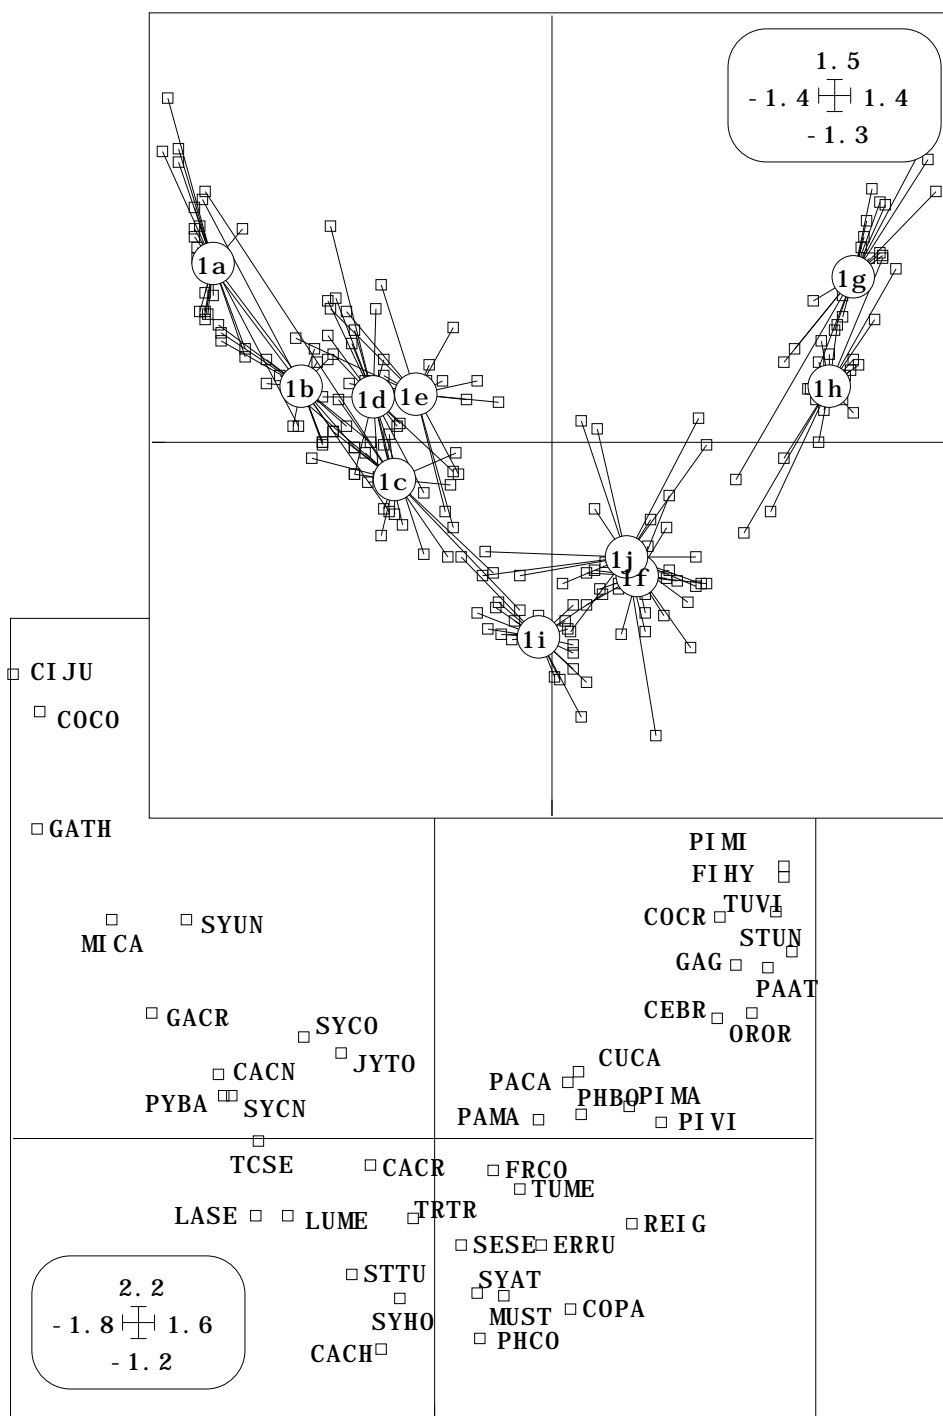 1.5
-1.4 1.4
-1.3
1a
1g
1b
1d
1e
1h
1c
1j
1f
1i
CIJU
COCO
GATH
PIMI
FIHY
TUVI
COCR
SYUN
MICA
STUN
GAG
PAAT
GACR
CEBR
SYCO
OROR
JYTO
CUCA
CACN
PACA
PYBA
SYCN
PHBO
PIMA
PAMA
PIVI
TCSE
CACR
FRCO
TUME
LASE
LUME
TRTR
REIG
SESE
ERRU
STTU
SYAT
2.2
-1.8 1.6
-1.2
SYHO
MUST
COPA
CACH
PHCO